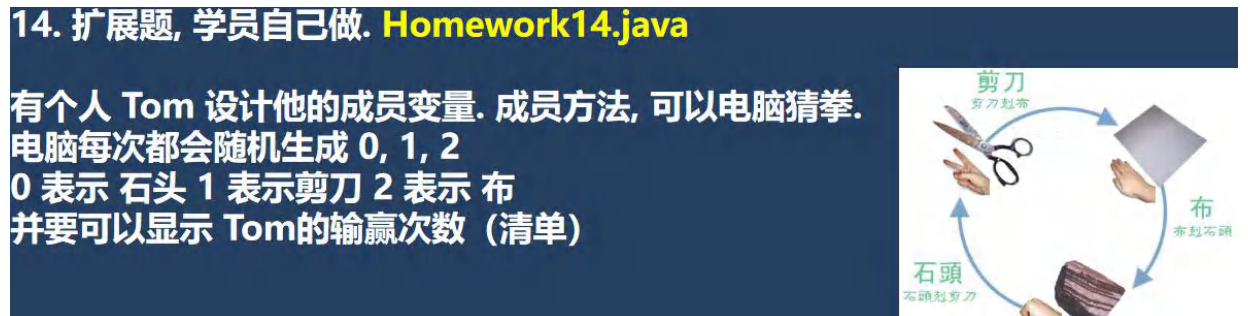 14. 扩展题, 学员自己做. Homework14.java
有个人 Tom 设计他的成员变量. 成员方法, 可以电脑猜拳.
电脑每次都会随机生成 0, 1, 2
0 表示 石头 1 表示剪刀 2 表示 布
并要可以显示 Tom的输赢次数（清单）
剪刀
剪刀剋布
布
布剋石頭
石頭
石頭剋剪刀